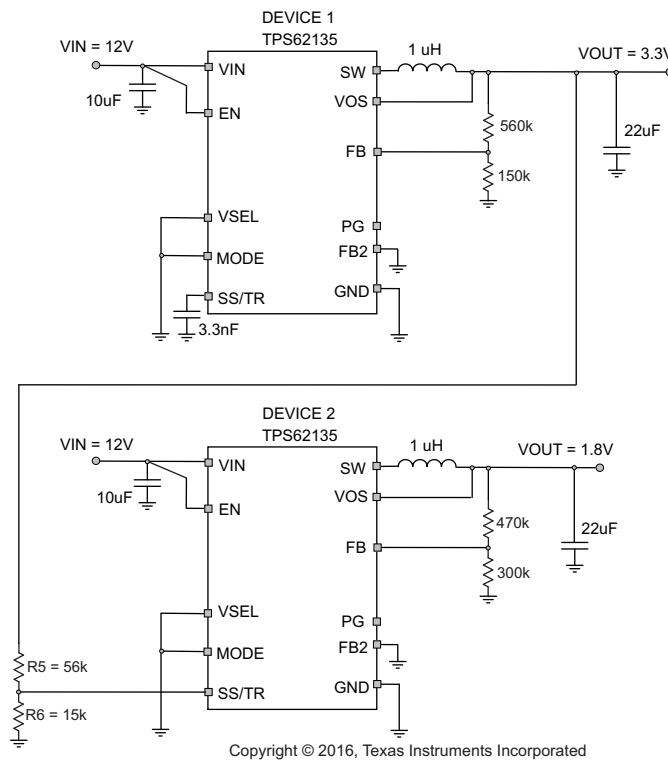 DEVICE 1
TPS62135
VIN = 12V
VIN
SW
1 uH
VOUT = 3.3V
10uF
EN
VOS
560k
22uF
FB
150k
VSEL
PG
MODE
FB2
SS/TR
GND
3.3nF
DEVICE 2
TPS62135
VIN = 12V
VIN
SW
1 uH
VOUT = 1.8V
10uF
EN
VOS
470k
22uF
FB
300k
VSEL
PG
MODE
FB2
R5 = 56k
SS/TR
GND
R6 = 15k
Copyright © 2016, Texas Instruments Incorporated